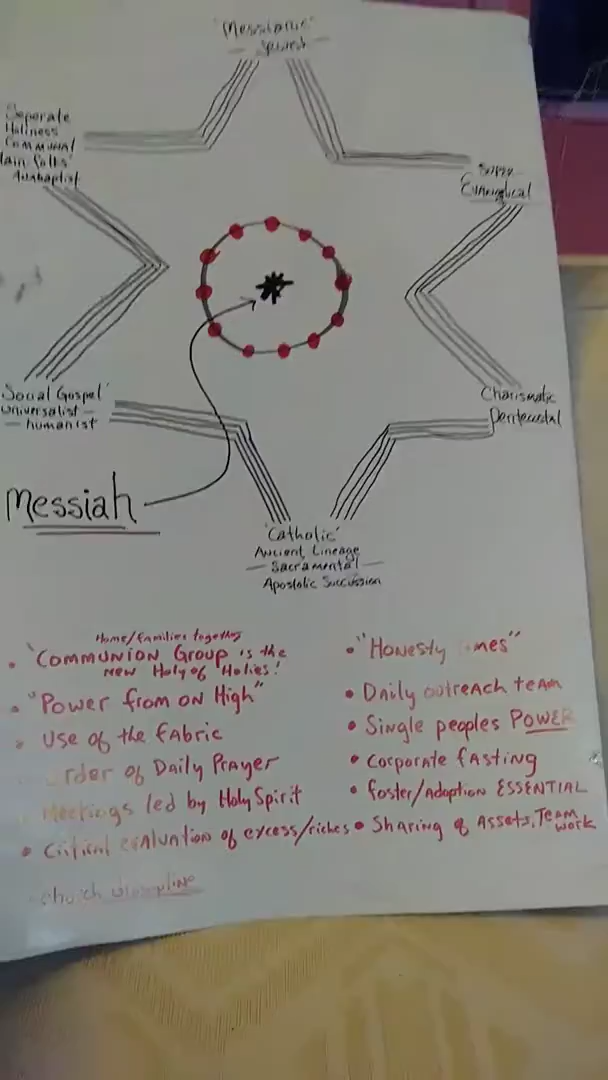 "Messianic"
— Jewish —
Separate
Holiness
Communal
Plain folks'
Anabaptist
Evangelical
Social Gospel
Universalist —
— humanist
Charismatic
Pentecostal
Messiah
'Catholic'
Ancient Lineage
— Sacramental —
Apostolic Succession
Home/families together
• "Communion Group is the
new Holy of Holies!
• "Power from on High"
• Use of the fabric
order of Daily Prayer
Meetings led by Holy Spirit
• Critical evaluation of excess/riches
Church discipline
• "Honesty
• Daily outreach team
• Single peoples POWER
• Corporate fasting
• foster/Adoption ESSENTIAL
• Sharing of Assets, Team
work